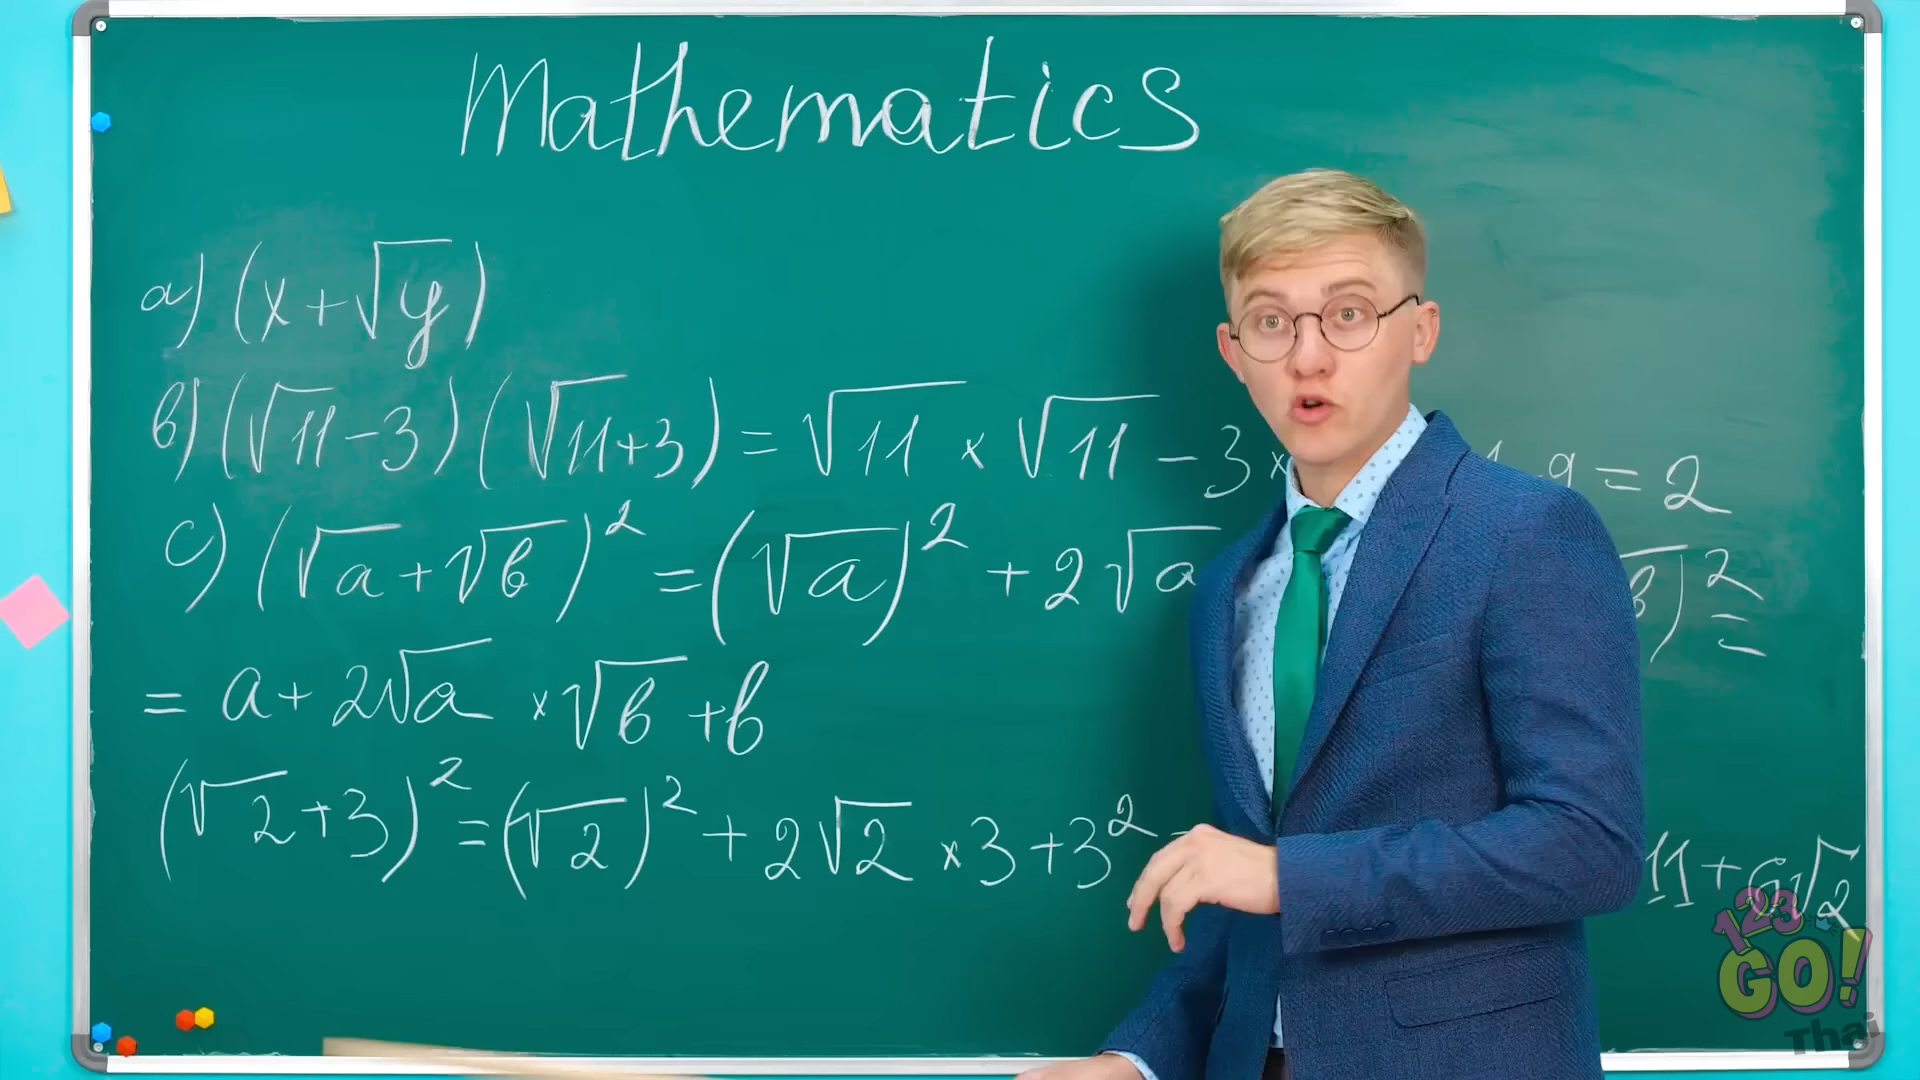 Mathematics
a) (x+√y)
b) (√11-3) (√11+3) = √11 × √11 - 3 × 9 = 2
c) (√a+√b)² = (√a)² + 2√a b)² =
= a + 2√a × √b + b
(√2+3)² = (√2)² + 2√2 × 3 + 3² = 11 + 6√2
123 GO!
Thai